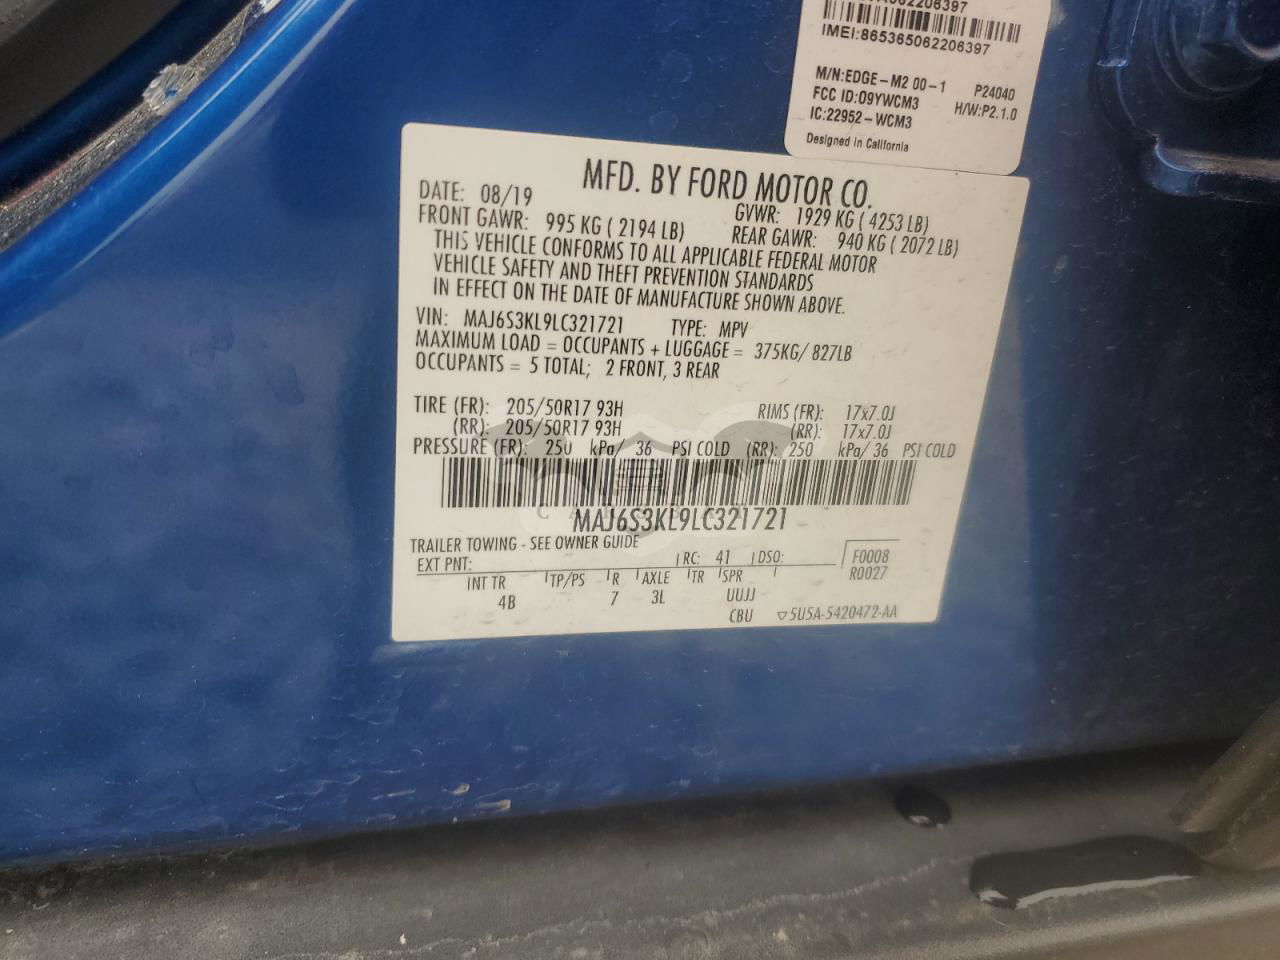 IMEI:865365062206397
M/N:EDGE-M2 00-1 P24040
FCC ID:O9YWCM3 H/W:P2.1.0
IC:22952-WCM3
Designed in California
MFD. BY FORD MOTOR CO.
DATE: 08/19 GVWR: 1929 KG ( 4253 LB)
FRONT GAWR: 995 KG ( 2194 LB) REAR GAWR: 940 KG ( 2072 LB)
THIS VEHICLE CONFORMS TO ALL APPLICABLE FEDERAL MOTOR
VEHICLE SAFETY AND THEFT PREVENTION STANDARDS
IN EFFECT ON THE DATE OF MANUFACTURE SHOWN ABOVE.
VIN: MAJ6S3KL9LC321721 TYPE: MPV
MAXIMUM LOAD = OCCUPANTS + LUGGAGE = 375KG/ 827LB
OCCUPANTS = 5 TOTAL; 2 FRONT, 3 REAR
TIRE (FR): 205/50R17 93H RIMS (FR): 17x7.0J
(RR): 205/50R17 93H (RR): 17x7.0J
PRESSURE (FR): 250 kPa/ 36 PSI COLD (RR): 250 kPa/ 36 PSI COLD
MAJ6S3KL9LC321721
TRAILER TOWING - SEE OWNER GUIDE
EXT PNT: RC: 41 DSO: F0008
R0027
INT TR TP/PS R AXLE TR SPR
4B 7 3L UUJJ
CBU 5U5A-5420472-AA